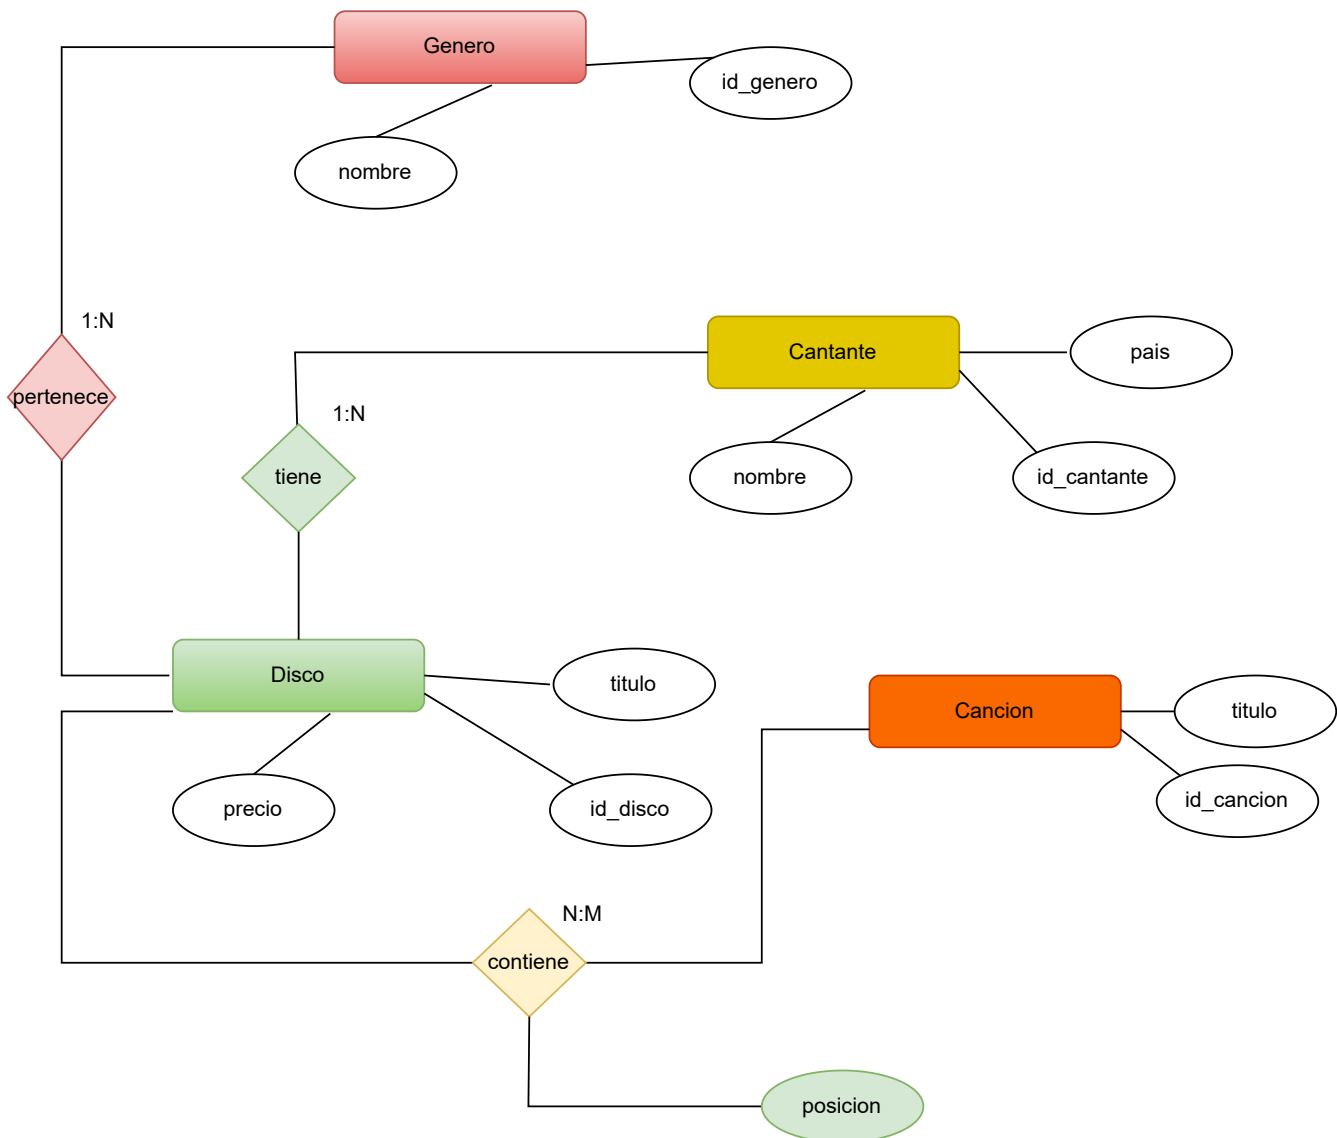 Genero
id_genero
nombre
1:N
pertenece
Cantante
pais
1:N
tiene
nombre
id_cantante
Disco
titulo
Cancion
titulo
precio
id_disco
id_cancion
N:M
contiene
posicion